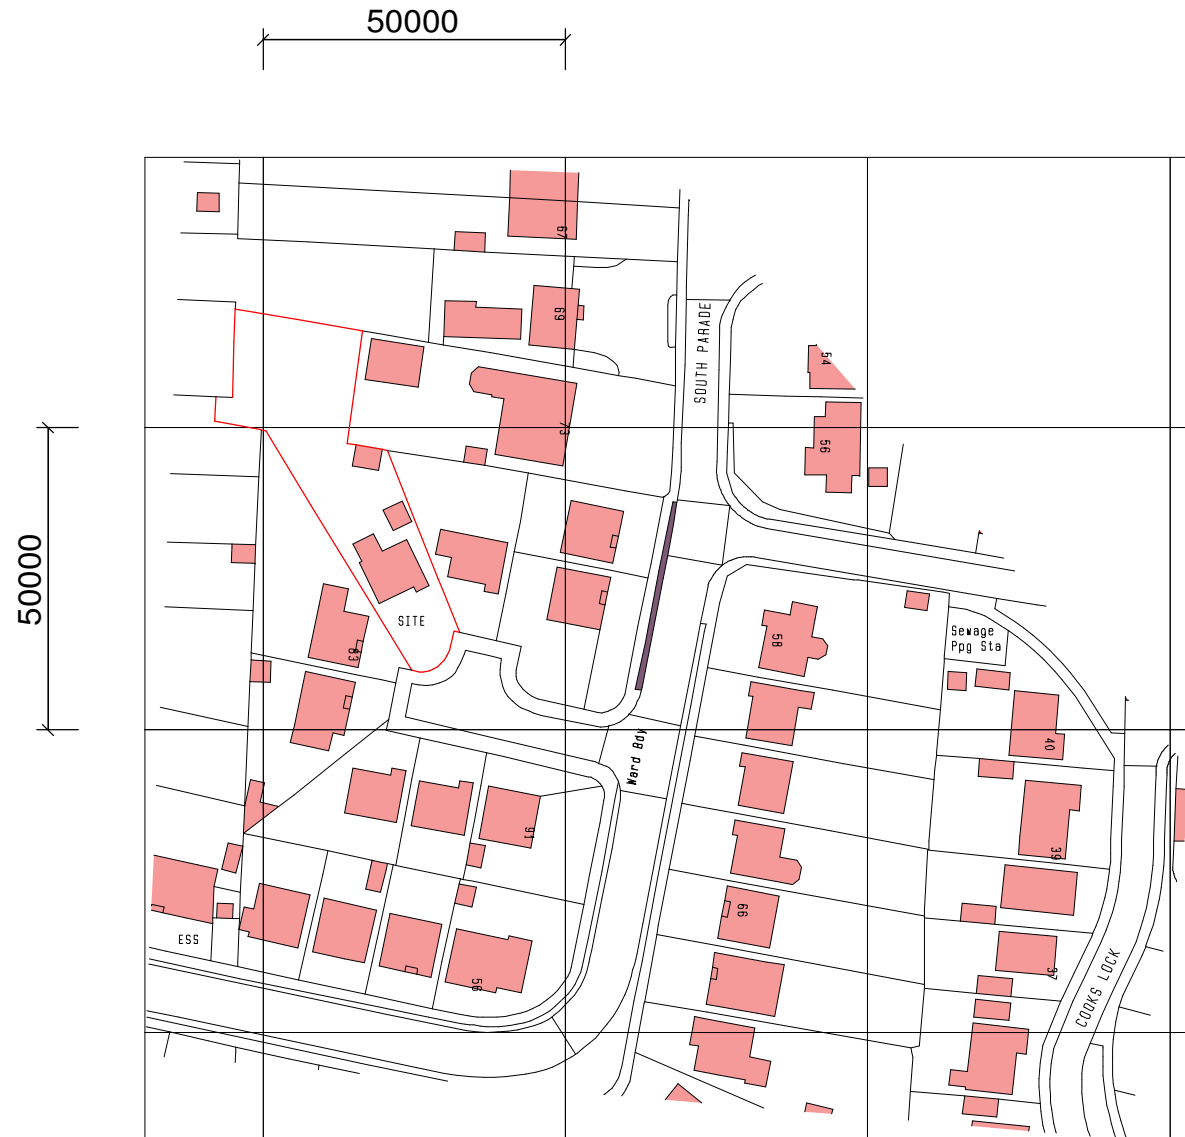 50000
50000
67
69
SOUTH PARADE
54
73
56
SITE
83
58
Sewage
Ppg Sta
40
Ward Bdy
91
39
66
ESS
56
37
COOKS LOCK